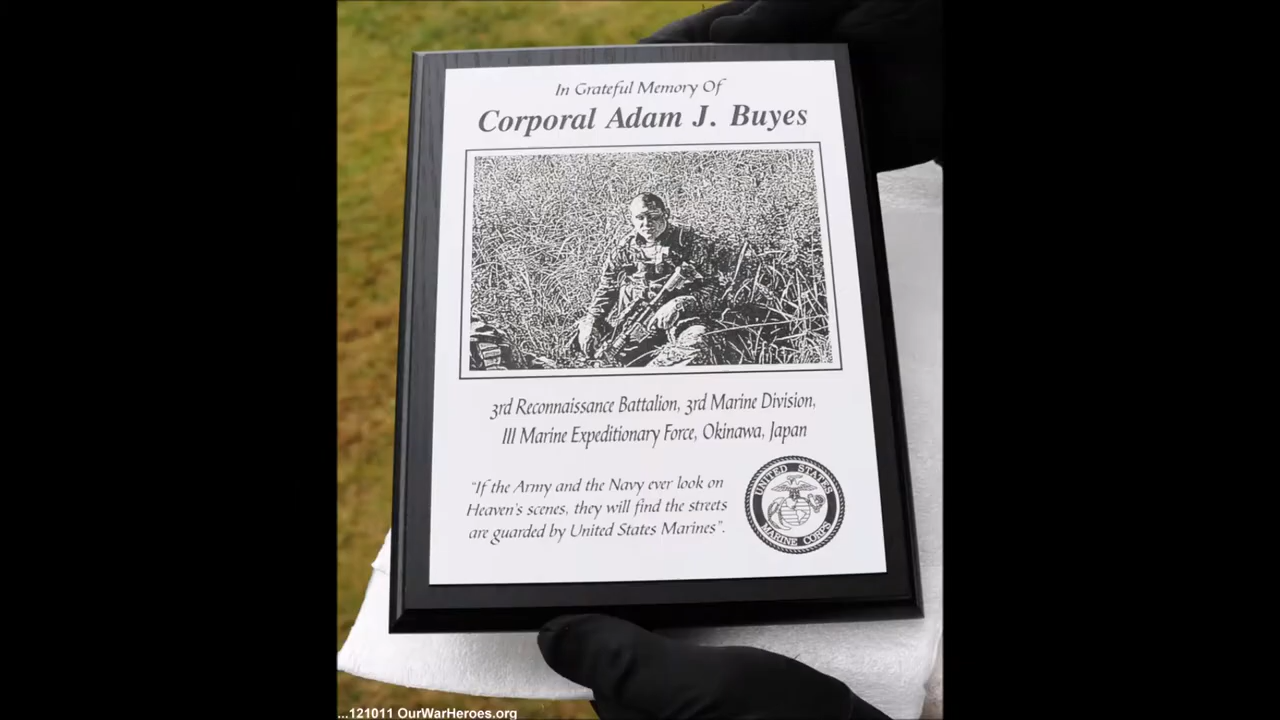 In Grateful Memory Of
Corporal Adam J. Buyes
3rd Reconnaissance Battalion, 3rd Marine Division,
III Marine Expeditionary Force, Okinawa, Japan
"If the Army and the Navy ever look on
Heaven's scenes, they will find the streets
are guarded by United States Marines".
UNITED STATES
MARINE CORPS
...121011 OurWarHeroes.org